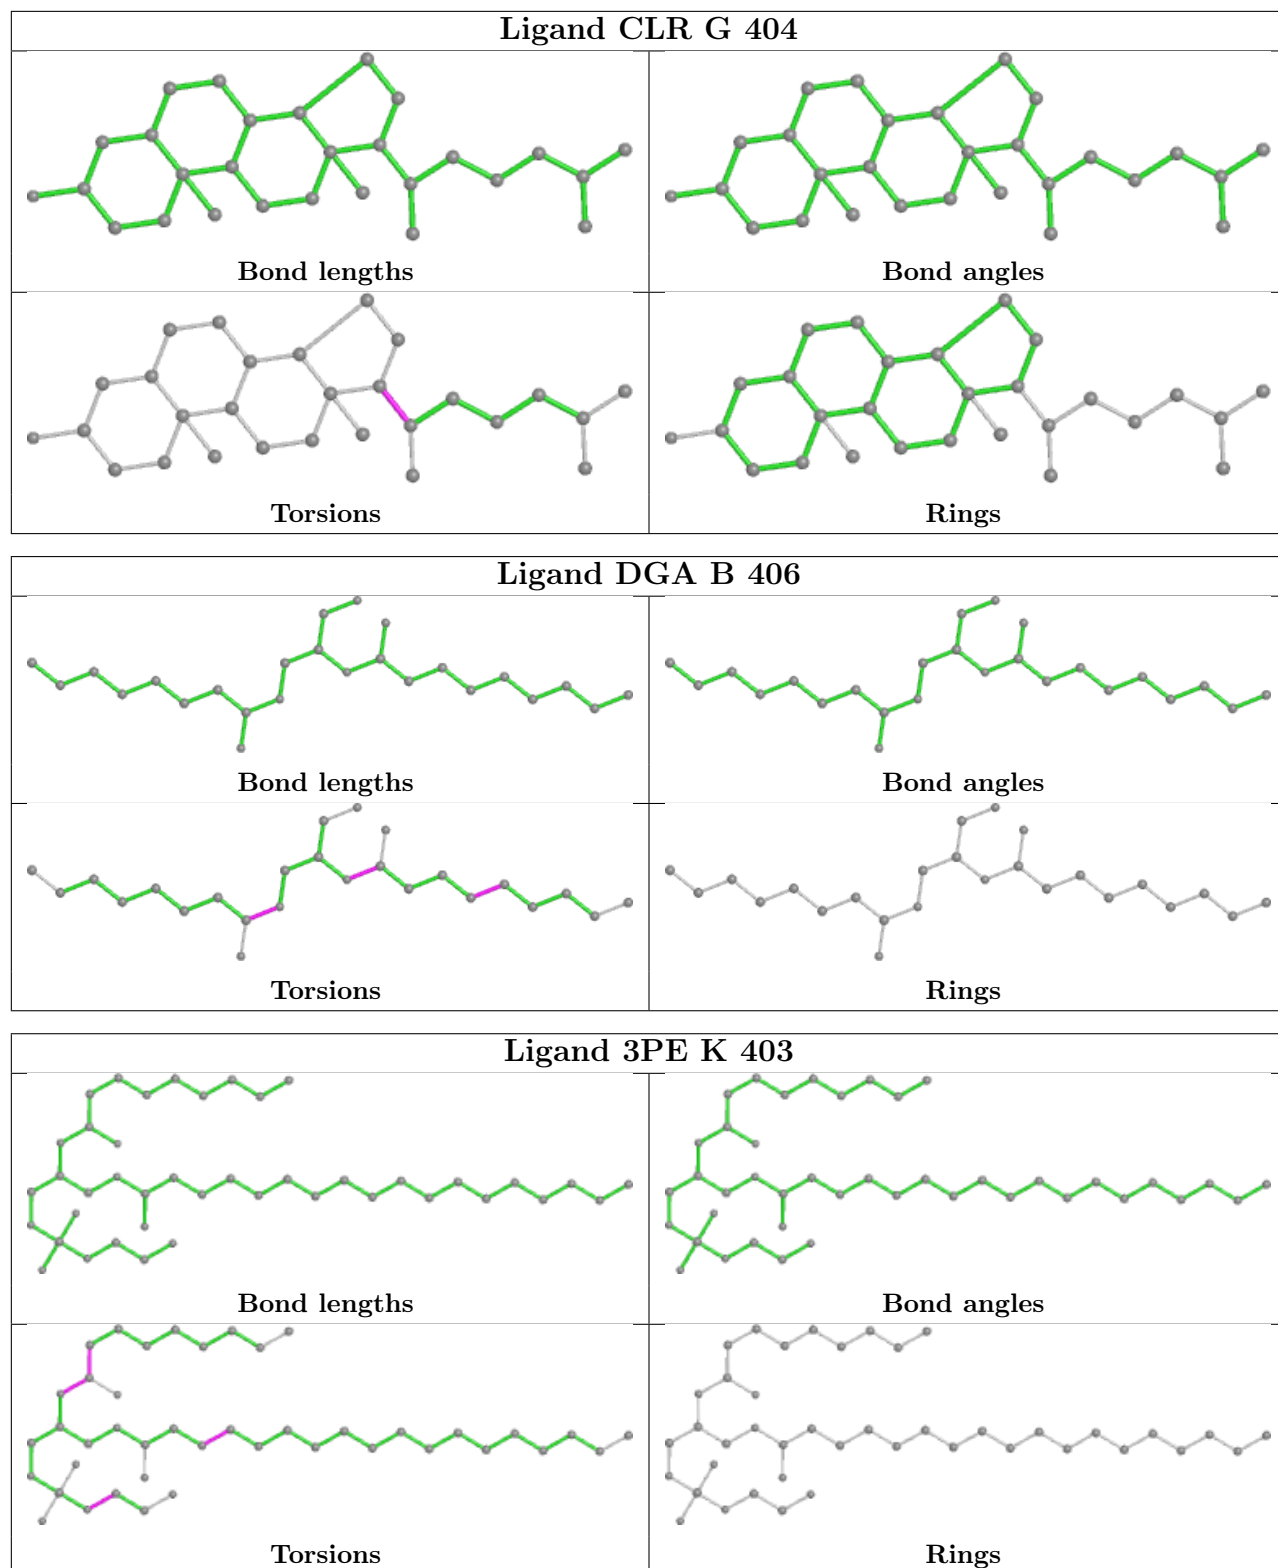 Ligand CLR G 404
Bond lengths
Bond angles
Torsions
Rings
Ligand DGA B 406
Bond lengths
Bond angles
Torsions
Rings
Ligand 3PE K 403
Bond lengths
Bond angles
Torsions
Rings